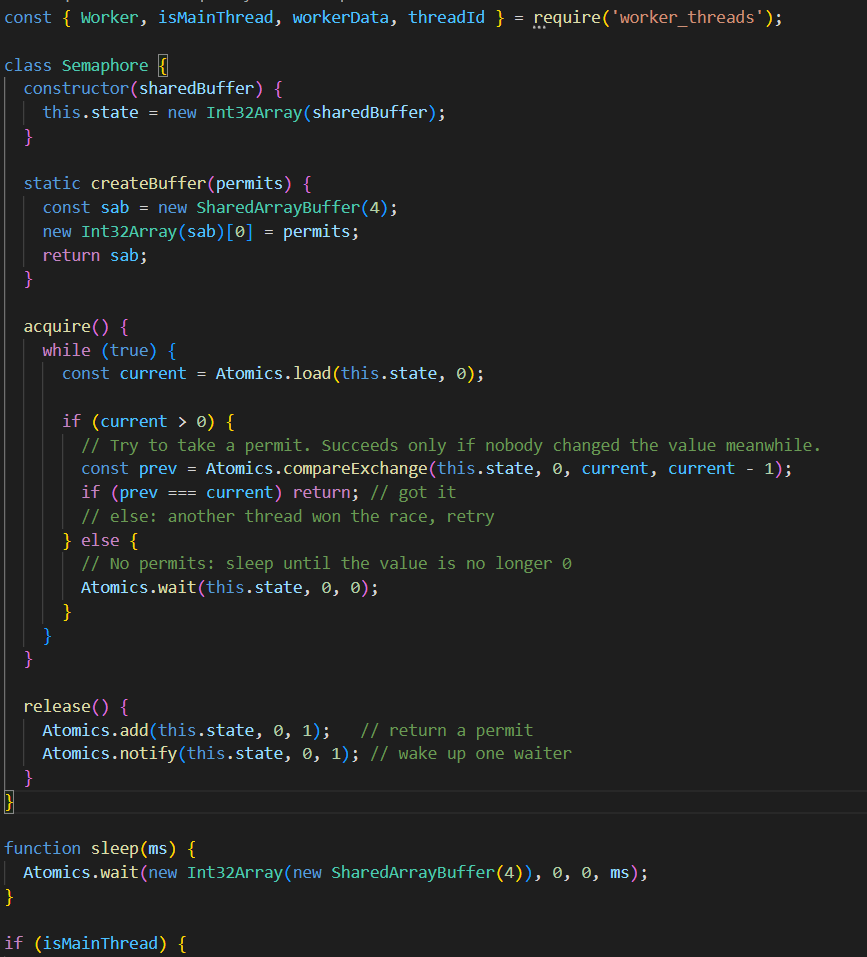 const { Worker, isMainThread, workerData, threadId } = require('worker_threads');
class Semaphore {
constructor(sharedBuffer) {
this.state = new Int32Array(sharedBuffer);
}
static createBuffer(permits) {
const sab = new SharedArrayBuffer(4);
new Int32Array(sab)[0] = permits;
return sab;
}
acquire() {
while (true) {
const current = Atomics.load(this.state, 0);
if (current > 0) {
// Try to take a permit. Succeeds only if nobody changed the value meanwhile.
const prev = Atomics.compareExchange(this.state, 0, current, current - 1);
if (prev === current) return; // got it
// else: another thread won the race, retry
} else {
// No permits: sleep until the value is no longer 0
Atomics.wait(this.state, 0, 0);
}
}
}
release() {
Atomics.add(this.state, 0, 1);   // return a permit
Atomics.notify(this.state, 0, 1); // wake up one waiter
}
}
function sleep(ms) {
Atomics.wait(new Int32Array(new SharedArrayBuffer(4)), 0, 0, ms);
}
if (isMainThread) {